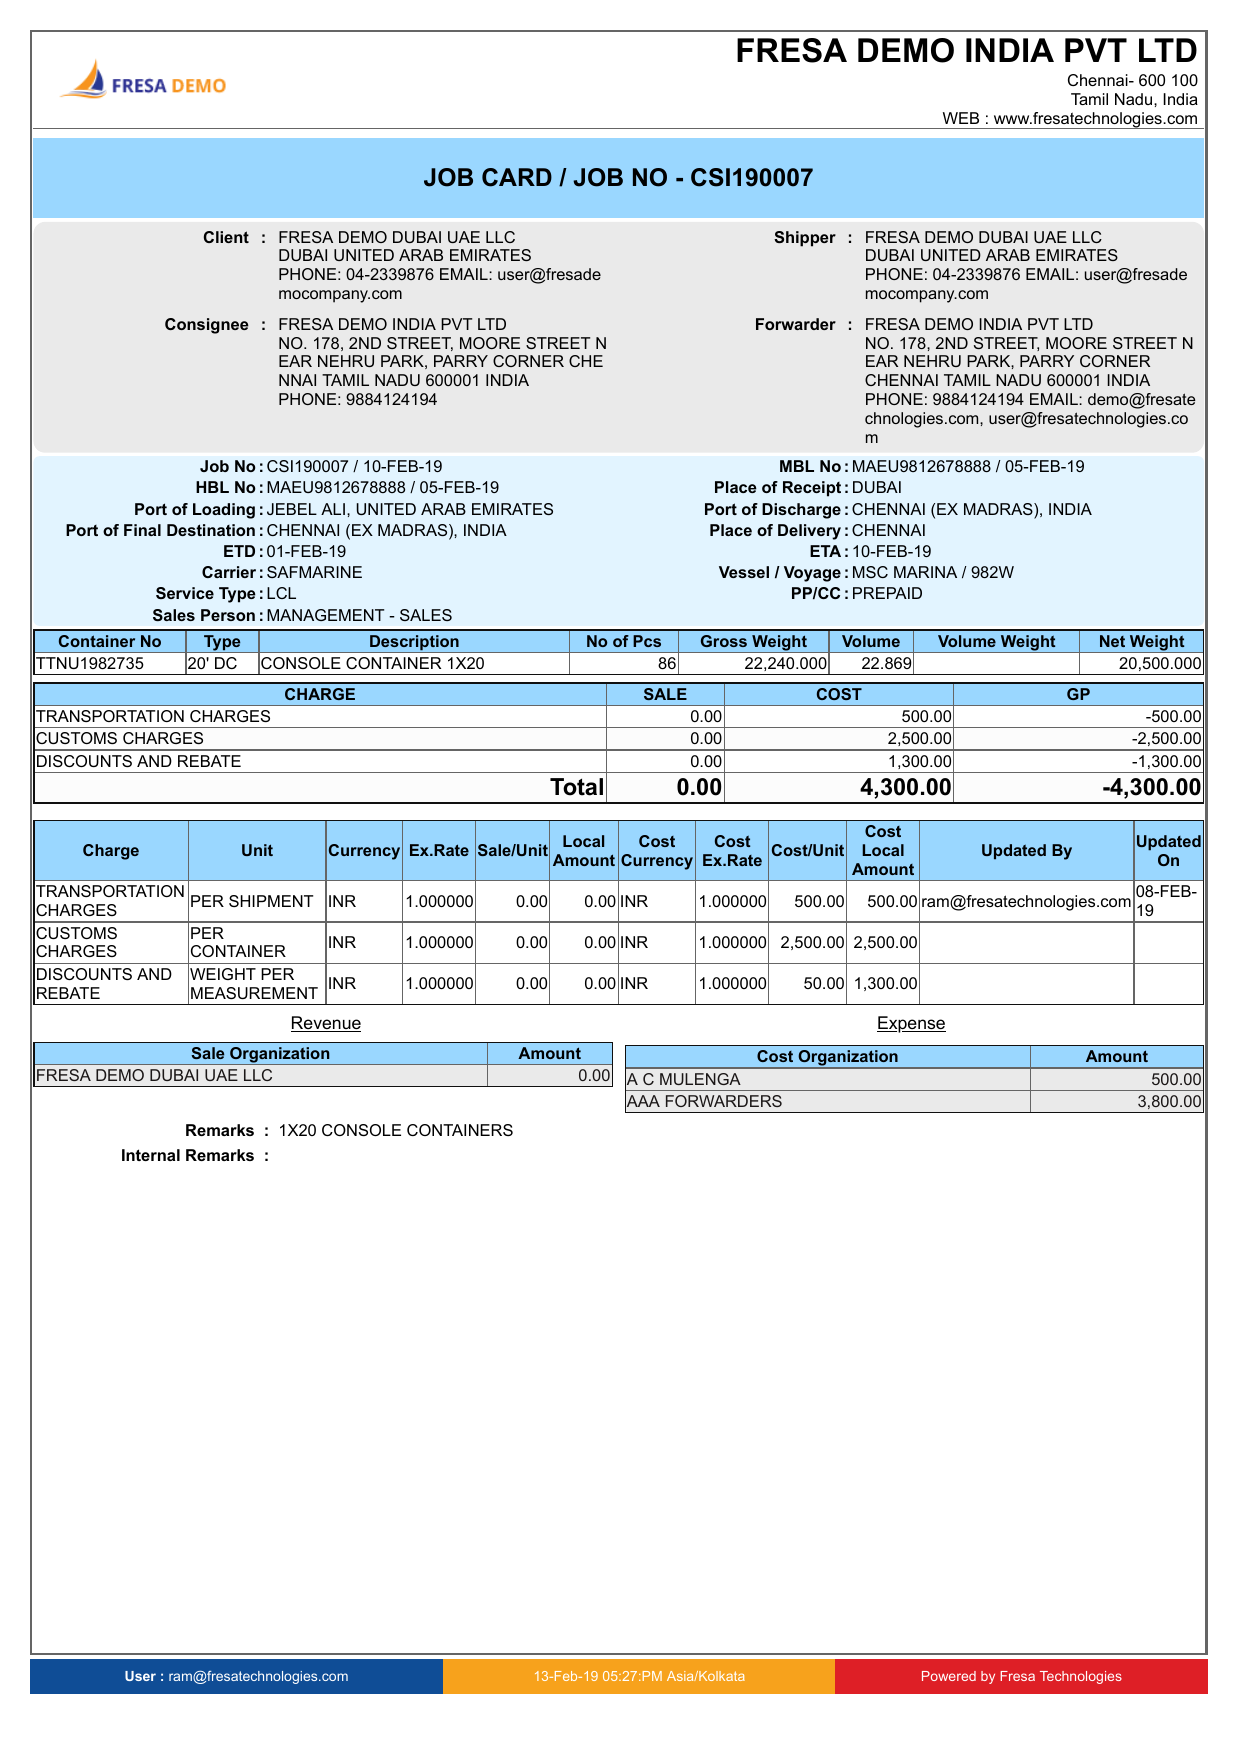 FRESA DEMO
FRESA DEMO INDIA PVT LTD
Chennai- 600 100
Tamil Nadu, India
WEB : www.fresatechnologies.com
JOB CARD / JOB NO - CSI190007
Client : FRESA DEMO DUBAI UAE LLC
DUBAI UNITED ARAB EMIRATES
PHONE: 04-2339876 EMAIL: user@fresade
mocompany.com
Shipper : FRESA DEMO DUBAI UAE LLC
DUBAI UNITED ARAB EMIRATES
PHONE: 04-2339876 EMAIL: user@fresade
mocompany.com
Consignee : FRESA DEMO INDIA PVT LTD
NO. 178, 2ND STREET, MOORE STREET N
EAR NEHRU PARK, PARRY CORNER CHE
NNAI TAMIL NADU 600001 INDIA
PHONE: 9884124194
Forwarder : FRESA DEMO INDIA PVT LTD
NO. 178, 2ND STREET, MOORE STREET N
EAR NEHRU PARK, PARRY CORNER
CHENNAI TAMIL NADU 600001 INDIA
PHONE: 9884124194 EMAIL: demo@fresate
chnologies.com, user@fresatechnologies.co
m
Job No : CSI190007 / 10-FEB-19 MBL No : MAEU9812678888 / 05-FEB-19
HBL No : MAEU9812678888 / 05-FEB-19 Place of Receipt : DUBAI
Port of Loading : JEBEL ALI, UNITED ARAB EMIRATES Port of Discharge : CHENNAI (EX MADRAS), INDIA
Port of Final Destination : CHENNAI (EX MADRAS), INDIA Place of Delivery : CHENNAI
ETD : 01-FEB-19 ETA : 10-FEB-19
Carrier : SAFMARINE Vessel / Voyage : MSC MARINA / 982W
Service Type : LCL PP/CC : PREPAID
Sales Person : MANAGEMENT - SALES
Container No Type Description No of Pcs Gross Weight Volume Volume Weight Net Weight
TTNU1982735 20' DC CONSOLE CONTAINER 1X20 86 22,240.000 22.869 20,500.000
CHARGE SALE COST GP
TRANSPORTATION CHARGES 0.00 500.00 -500.00
CUSTOMS CHARGES 0.00 2,500.00 -2,500.00
DISCOUNTS AND REBATE 0.00 1,300.00 -1,300.00
Total 0.00 4,300.00 -4,300.00
Charge Unit Currency Ex.Rate Sale/Unit Local Amount Cost Currency Cost Ex.Rate Cost/Unit Cost Local Amount Updated By Updated On
TRANSPORTATION CHARGES PER SHIPMENT INR 1.000000 0.00 0.00 INR 1.000000 500.00 500.00 ram@fresatechnologies.com 08-FEB-19
CUSTOMS CHARGES PER CONTAINER INR 1.000000 0.00 0.00 INR 1.000000 2,500.00 2,500.00
DISCOUNTS AND REBATE WEIGHT PER MEASUREMENT INR 1.000000 0.00 0.00 INR 1.000000 50.00 1,300.00
Revenue
Sale Organization Amount
FRESA DEMO DUBAI UAE LLC 0.00
Expense
Cost Organization Amount
A C MULENGA 500.00
AAA FORWARDERS 3,800.00
Remarks : 1X20 CONSOLE CONTAINERS
Internal Remarks :
User : ram@fresatechnologies.com 13-Feb-19 05:27:PM Asia/Kolkata Powered by Fresa Technologies